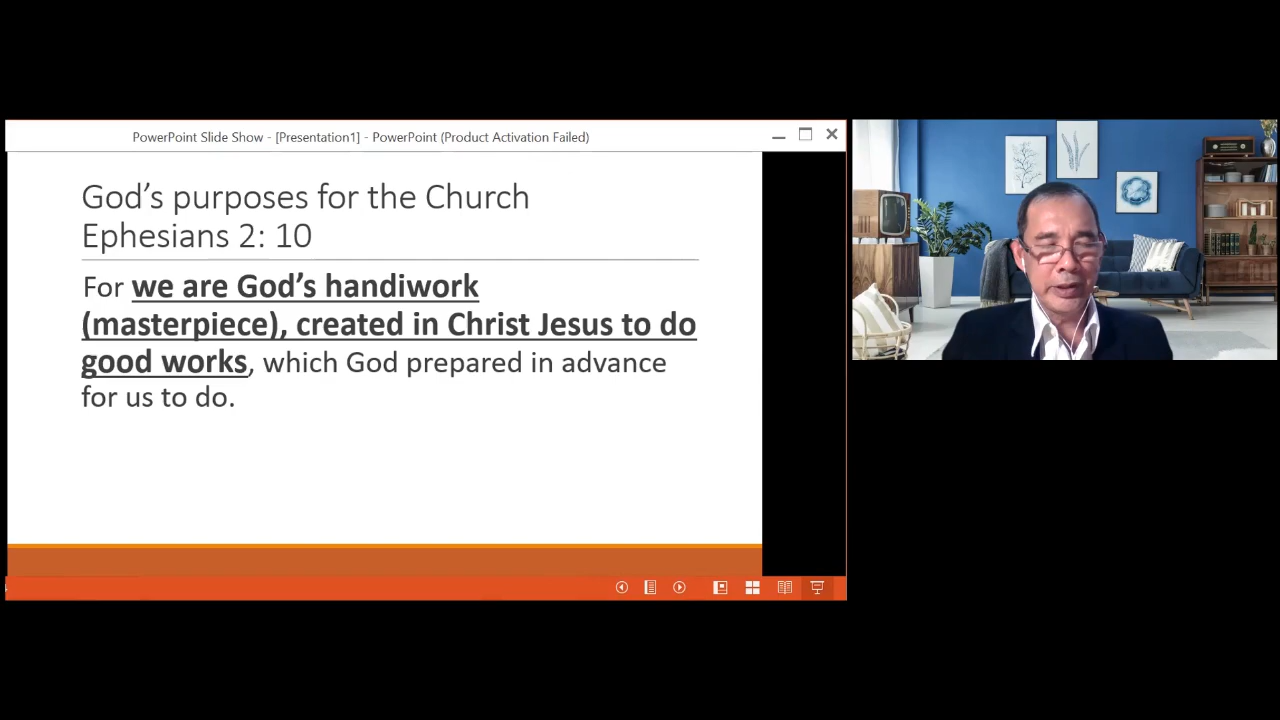 PowerPoint Slide Show - [Presentation1] - PowerPoint (Product Activation Failed)
God’s purposes for the Church
Ephesians 2: 10
For we are God’s handiwork
(masterpiece), created in Christ Jesus to do
good works, which God prepared in advance
for us to do.